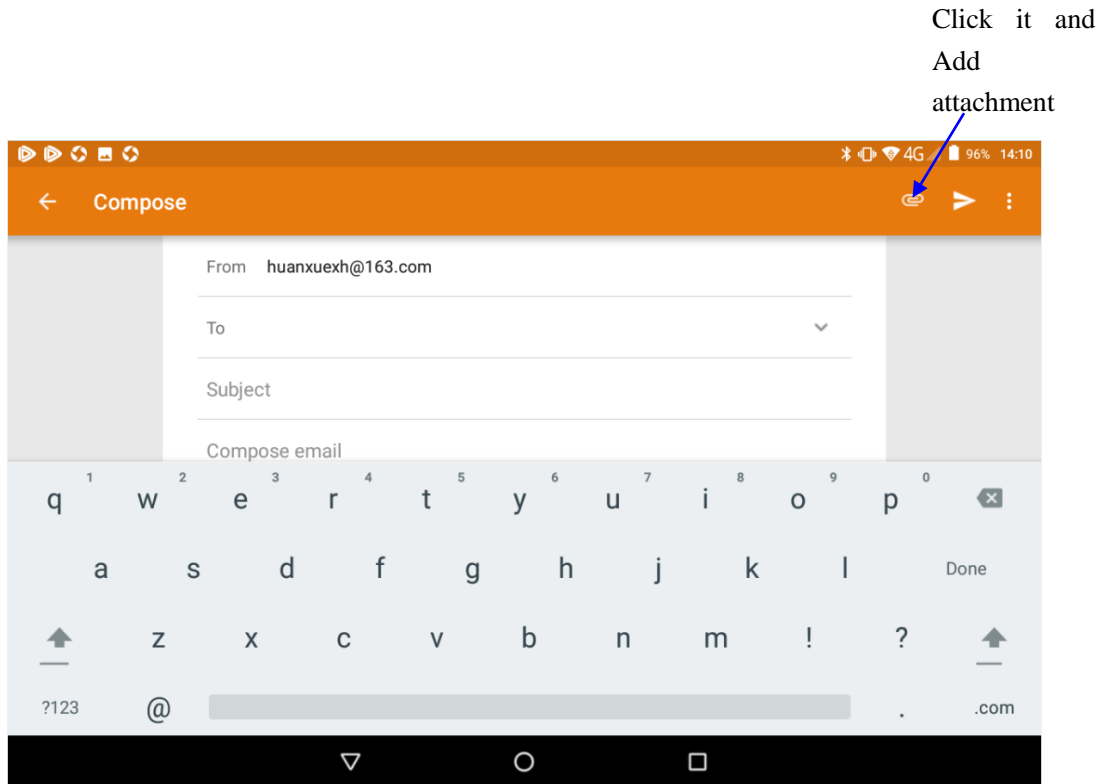 Click it and
Add
attachment
4G 96% 14:10
Compose
From huanxuexh@163.com
To
Subject
Compose email
1 2 3 4 5 6 7 8 9 0
q w e r t y u i o p
a s d f g h j k l Done
z x c v b n m ! ?
?123 @ . .com